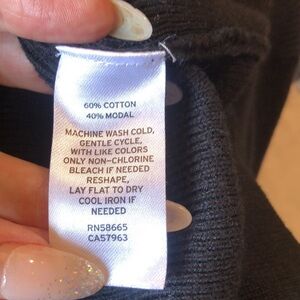 60% COTTON
40% MODAL
MACHINE WASH COLD,
GENTLE CYCLE,
WITH LIKE COLORS
ONLY NON-CHLORINE
BLEACH IF NEEDED
RESHAPE,
LAY FLAT TO DRY
COOL IRON IF
NEEDED
RN58665
CA57963